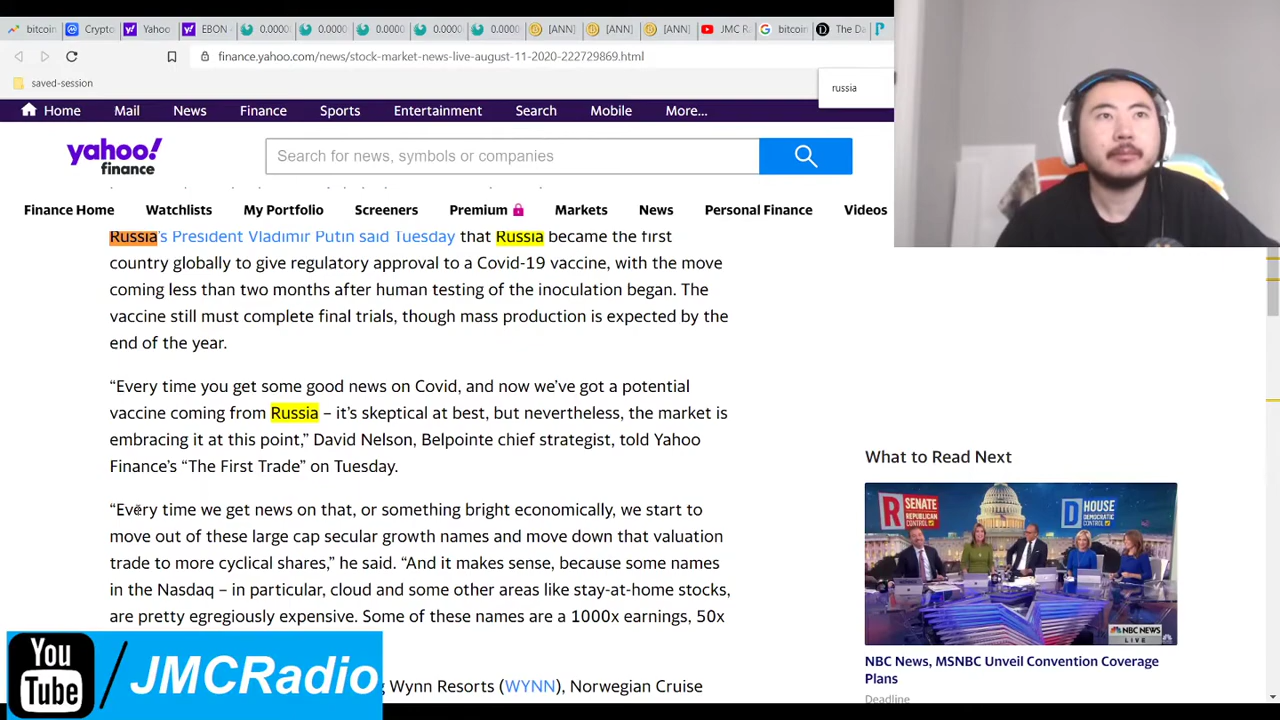 bitcoin
Crypto
Yahoo
EBON
0.0000
0.0000
0.0000
0.0000
0.0000
[ANN]
[ANN]
[ANN]
JMC R
bitcoin
The Da
finance.yahoo.com/news/stock-market-news-live-august-11-2020-222729869.html
saved-session
russia
Home Mail News Finance Sports Entertainment Search Mobile More...
yahoo!
finance
Search for news, symbols or companies
Finance Home Watchlists My Portfolio Screeners Premium Markets News Personal Finance Videos
Russia's President Vladimir Putin said Tuesday that Russia became the first
country globally to give regulatory approval to a Covid-19 vaccine, with the move
coming less than two months after human testing of the inoculation began. The
vaccine still must complete final trials, though mass production is expected by the
end of the year.
“Every time you get some good news on Covid, and now we’ve got a potential
vaccine coming from Russia – it’s skeptical at best, but nevertheless, the market is
embracing it at this point,” David Nelson, Belpointe chief strategist, told Yahoo
Finance’s “The First Trade” on Tuesday.
“Every time we get news on that, or something bright economically, we start to
move out of these large cap secular growth names and move down that valuation
trade to more cyclical shares,” he said. “And it makes sense, because some names
in the Nasdaq – in particular, cloud and some other areas like stay-at-home stocks,
are pretty egregiously expensive. Some of these names are a 1000x earnings, 50x
g Wynn Resorts (WYNN), Norwegian Cruise
What to Read Next
R SENATE
REPUBLICAN
CONTROL
D HOUSE
DEMOCRATIC
CONTROL
NBC NEWS
LIVE
NBC News, MSNBC Unveil Convention Coverage
Plans
Deadline
You
Tube
/JMCRadio